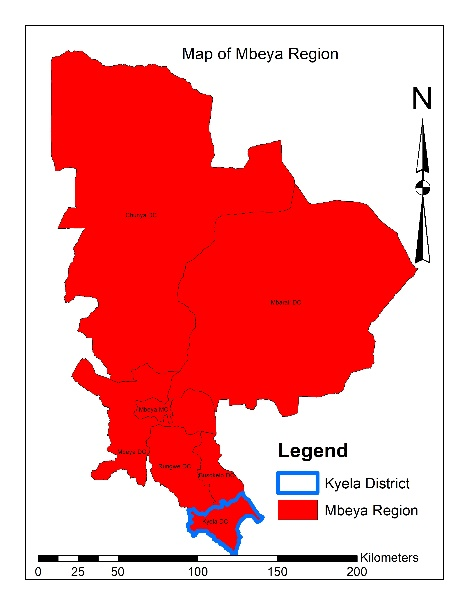 Map of Mbeya Region
N
Chunya DC
Mbarali DC
Mbeya MC
Mbeya DC
Rungwe DC
Busokelo DC
Kyela DC
Legend
Kyela District
Mbeya Region
Kilometers
0 25 50 100 150 200